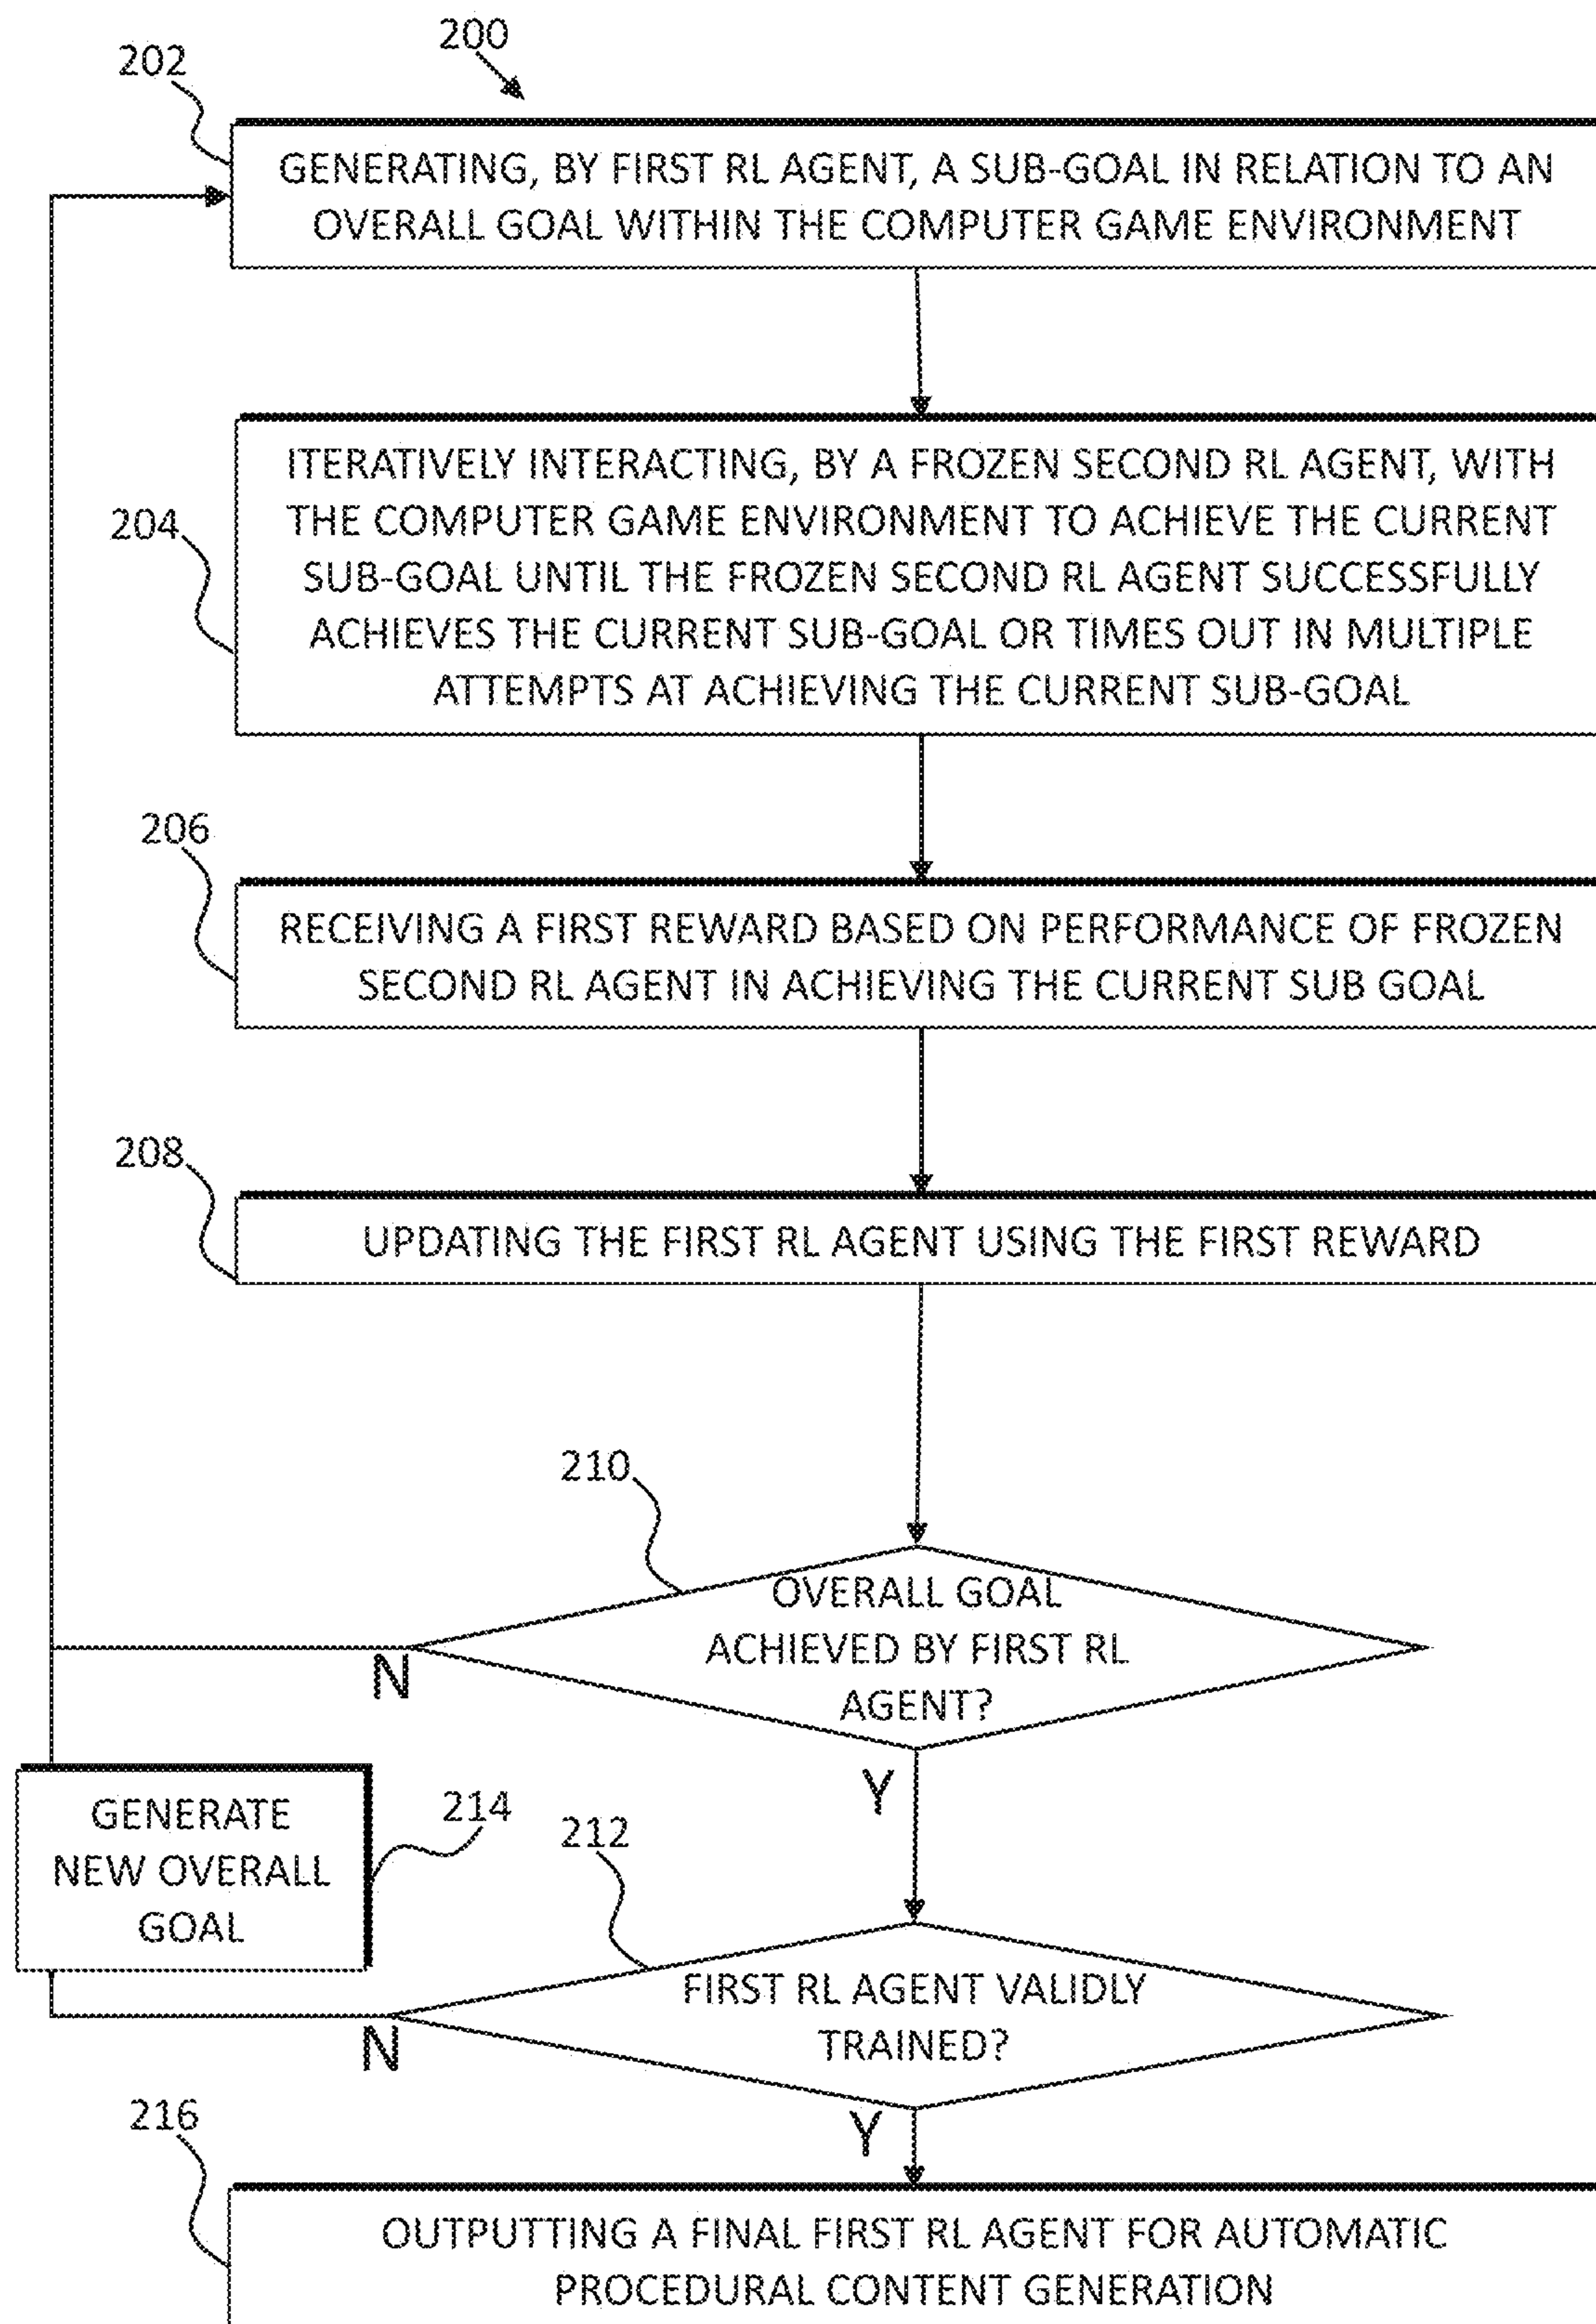 200
202
GENERATING, BY FIRST RL AGENT, A SUB-GOAL IN RELATION TO AN
OVERALL GOAL WITHIN THE COMPUTER GAME ENVIRONMENT
204
ITERATIVELY INTERACTING, BY A FROZEN SECOND RL AGENT, WITH
THE COMPUTER GAME ENVIRONMENT TO ACHIEVE THE CURRENT
SUB-GOAL UNTIL THE FROZEN SECOND RL AGENT SUCCESSFULLY
ACHIEVES THE CURRENT SUB-GOAL OR TIMES OUT IN MULTIPLE
ATTEMPTS AT ACHIEVING THE CURRENT SUB-GOAL
206
RECEIVING A FIRST REWARD BASED ON PERFORMANCE OF FROZEN
SECOND RL AGENT IN ACHIEVING THE CURRENT SUB GOAL
208
UPDATING THE FIRST RL AGENT USING THE FIRST REWARD
210
OVERALL GOAL
ACHIEVED BY FIRST RL
AGENT?
N
Y
GENERATE
NEW OVERALL
GOAL
214
212
FIRST RL AGENT VALIDLY
TRAINED?
N
Y
216
OUTPUTTING A FINAL FIRST RL AGENT FOR AUTOMATIC
PROCEDURAL CONTENT GENERATION